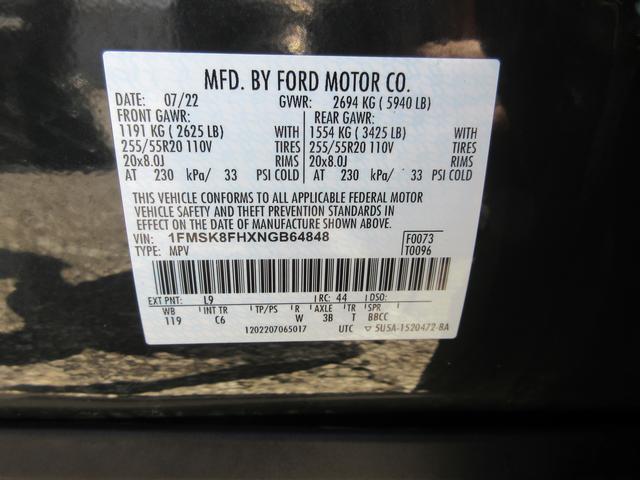 MFD. BY FORD MOTOR CO.
DATE: 07/22 GVWR: 2694 KG ( 5940 LB)
FRONT GAWR: REAR GAWR:
1191 KG ( 2625 LB) WITH 1554 KG ( 3425 LB) WITH
255/55R20 110V TIRES 255/55R20 110V TIRES
20x8.0J RIMS 20x8.0J RIMS
AT 230 kPa/ 33 PSI COLD AT 230 kPa/ 33 PSI COLD
THIS VEHICLE CONFORMS TO ALL APPLICABLE FEDERAL MOTOR
VEHICLE SAFETY AND THEFT PREVENTION STANDARDS IN
EFFECT ON THE DATE OF MANUFACTURE SHOWN ABOVE.
VIN: 1FMSK8FHXNGB64848 F0073
TYPE: MPV T0096
EXT PNT: L9 RC: 44 DSO:
WB INT TR TP/PS R AXLE TR SPR
119 C6 W 3B T BBCC
1202207065017 UTC ▽ 5U5A-1520472-BA